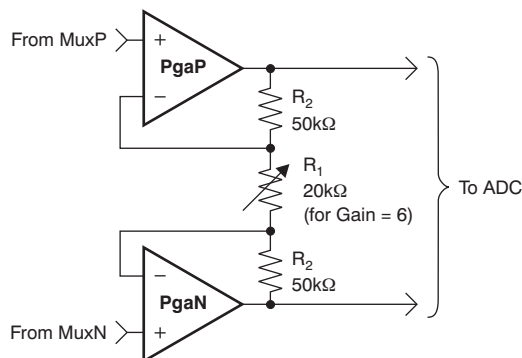 From MuxP
+
PgaP
−
R2
50kΩ
R1
20kΩ
(for Gain = 6)
To ADC
R2
50kΩ
−
PgaN
From MuxN
+